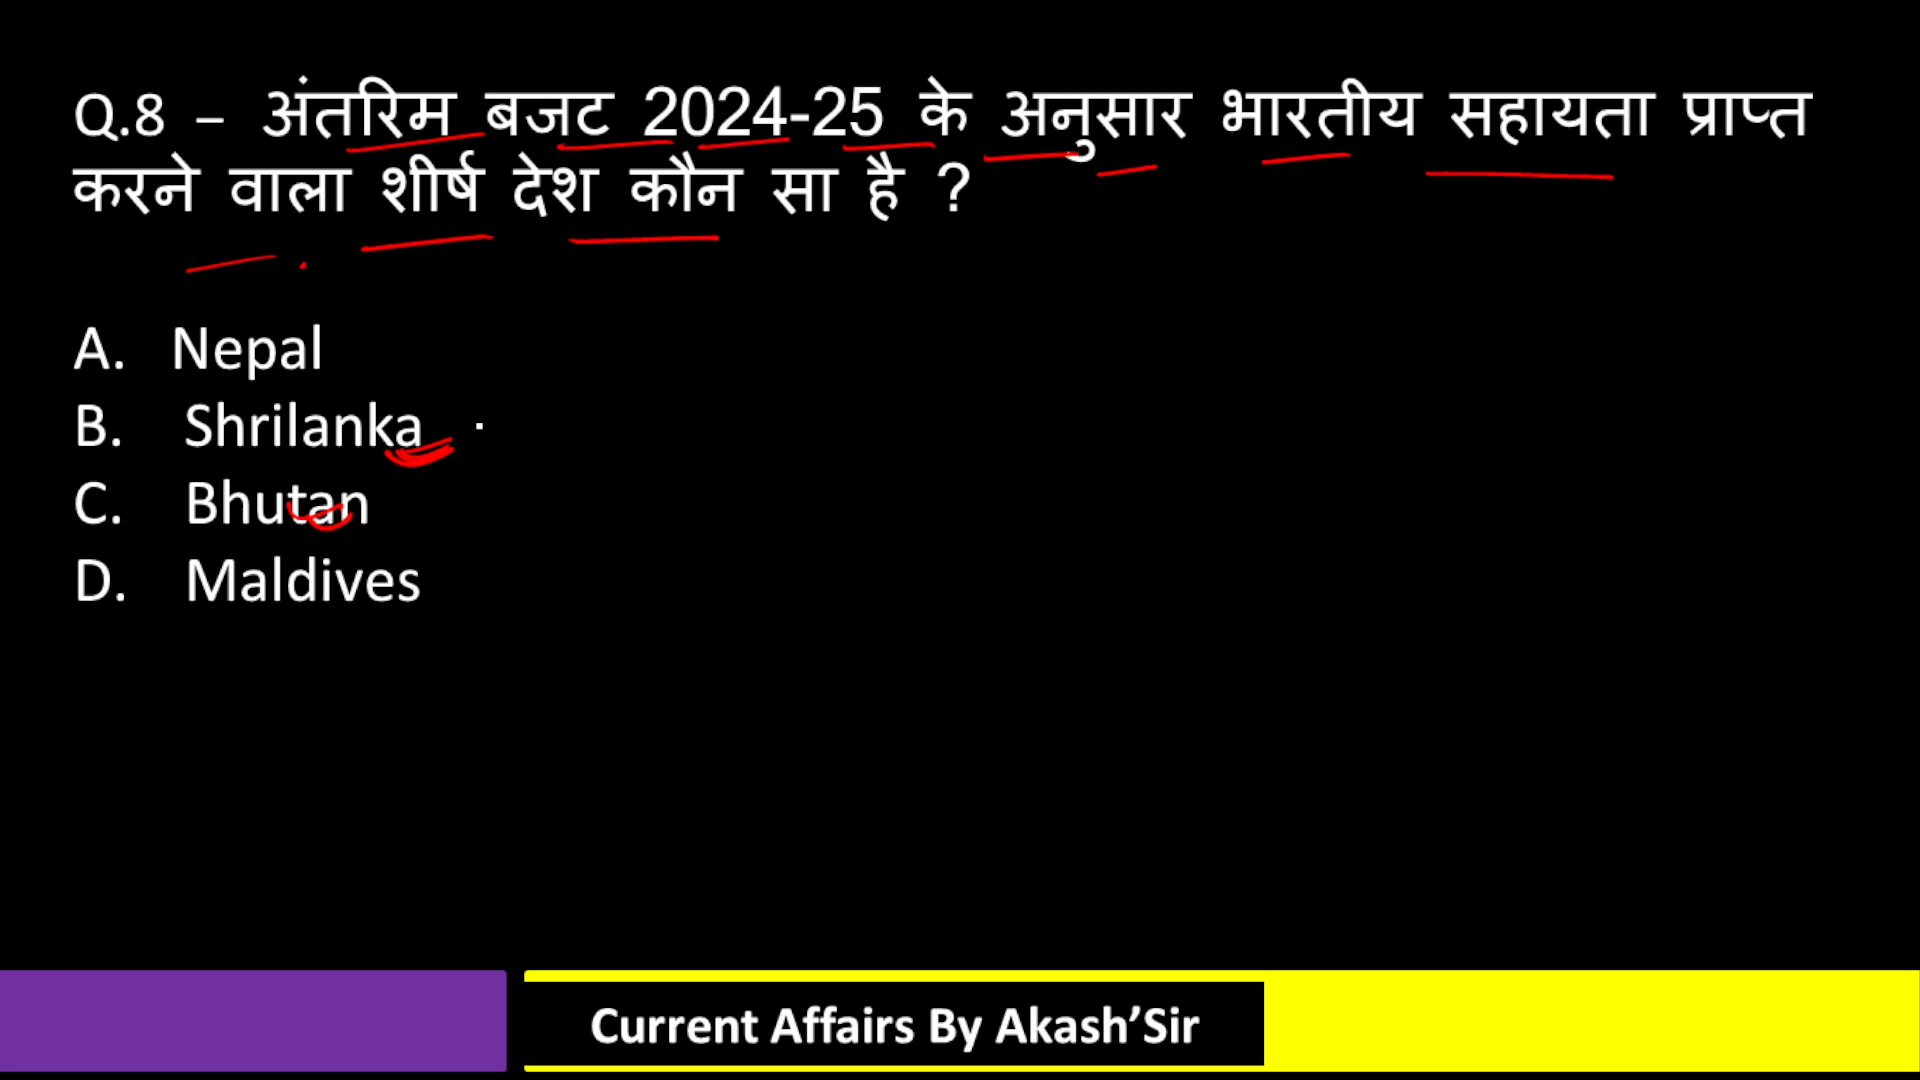 Q.8 – अंतरिम बजट 2024-25 के अनुसार भारतीय सहायता प्राप्त
करने वाला शीर्ष देश कौन सा है ?
A. Nepal
B. Shrilanka
C. Bhutan
D. Maldives
Current Affairs By Akash’Sir